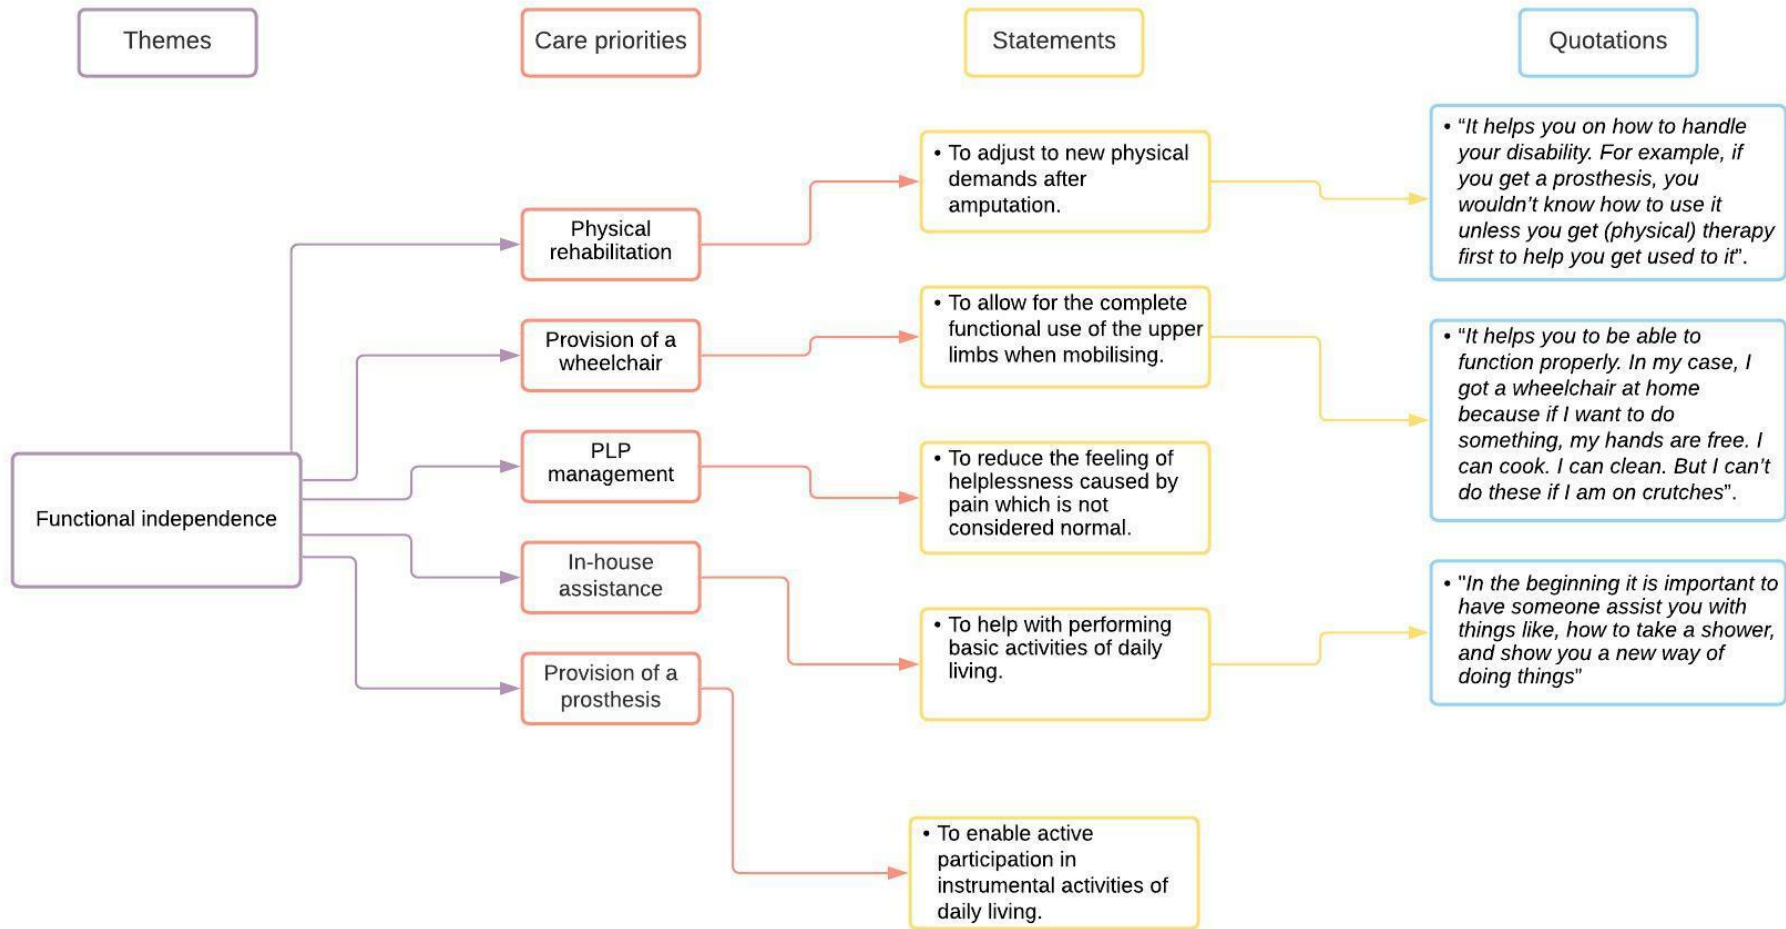 Themes
Care priorities
Statements
Quotations
Functional independence
Physical
rehabilitation
Provision of a
wheelchair
PLP
management
In-house
assistance
Provision of a
prosthesis
• To adjust to new physical
demands after
amputation.
• To allow for the complete
functional use of the upper
limbs when mobilising.
• To reduce the feeling of
helplessness caused by
pain which is not
considered normal.
• To help with performing
basic activities of daily
living.
• To enable active
participation in
instrumental activities of
daily living.
• “It helps you on how to handle
your disability. For example, if
you get a prosthesis, you
wouldn’t know how to use it
unless you get (physical) therapy
first to help you get used to it”.
• “It helps you to be able to
function properly. In my case, I
got a wheelchair at home
because if I want to do
something, my hands are free. I
can cook. I can clean. But I can’t
do these if I am on crutches”.
• "In the beginning it is important to
have someone assist you with
things like, how to take a shower,
and show you a new way of
doing things"